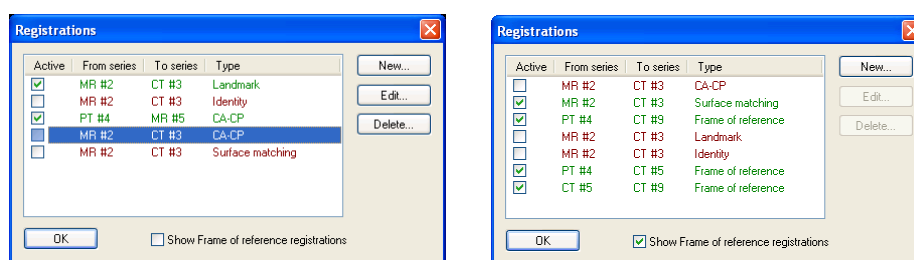 Registrations
Active From series To series Type
MR #2 CT #3 Landmark
MR #2 CT #3 Identity
PT #4 MR #5 CA-CP
MR #2 CT #3 CA-CP
MR #2 CT #3 Surface matching
New...
Edit...
Delete...
OK
Show Frame of reference registrations
Registrations
Active From series To series Type
MR #2 CT #3 CA-CP
MR #2 CT #3 Surface matching
PT #4 CT #9 Frame of reference
MR #2 CT #3 Landmark
MR #2 CT #3 Identity
PT #4 CT #5 Frame of reference
CT #5 CT #9 Frame of reference
New...
Edit...
Delete...
OK
Show Frame of reference registrations